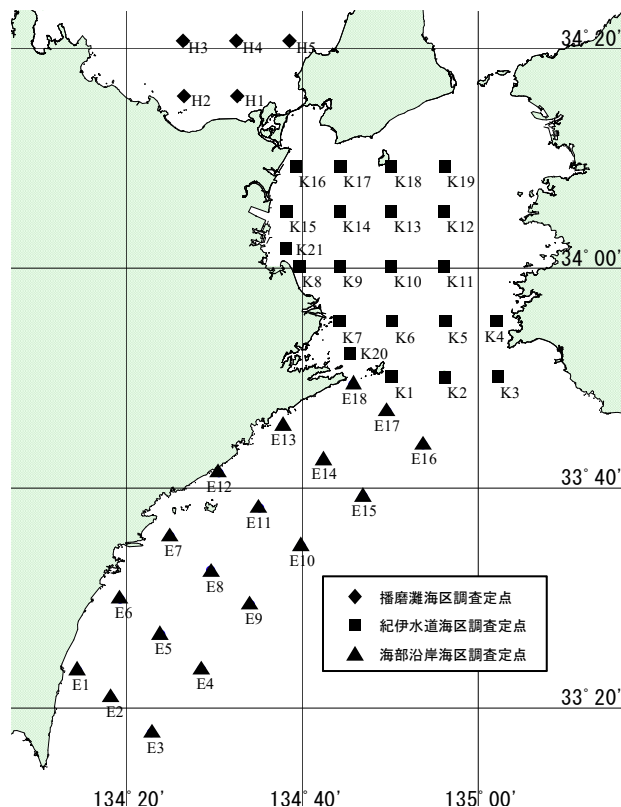 H3 H4 H5 34°20'
H2 H1
K16 K17 K18 K19
K15 K14 K13 K12
K21
K8 K9 K10 K11 34°00'
K7 K6 K5 K4
K20
E18 K1 K2 K3
E17
E13
E16
E14
E12 33°40'
E15
E11
E7
E10
E8
播磨灘海区調査定点
E6 E9
紀伊水道海区調査定点
E5
海部沿岸海区調査定点
E1 E4
E2 33°20'
E3
134°20' 134°40' 135°00'